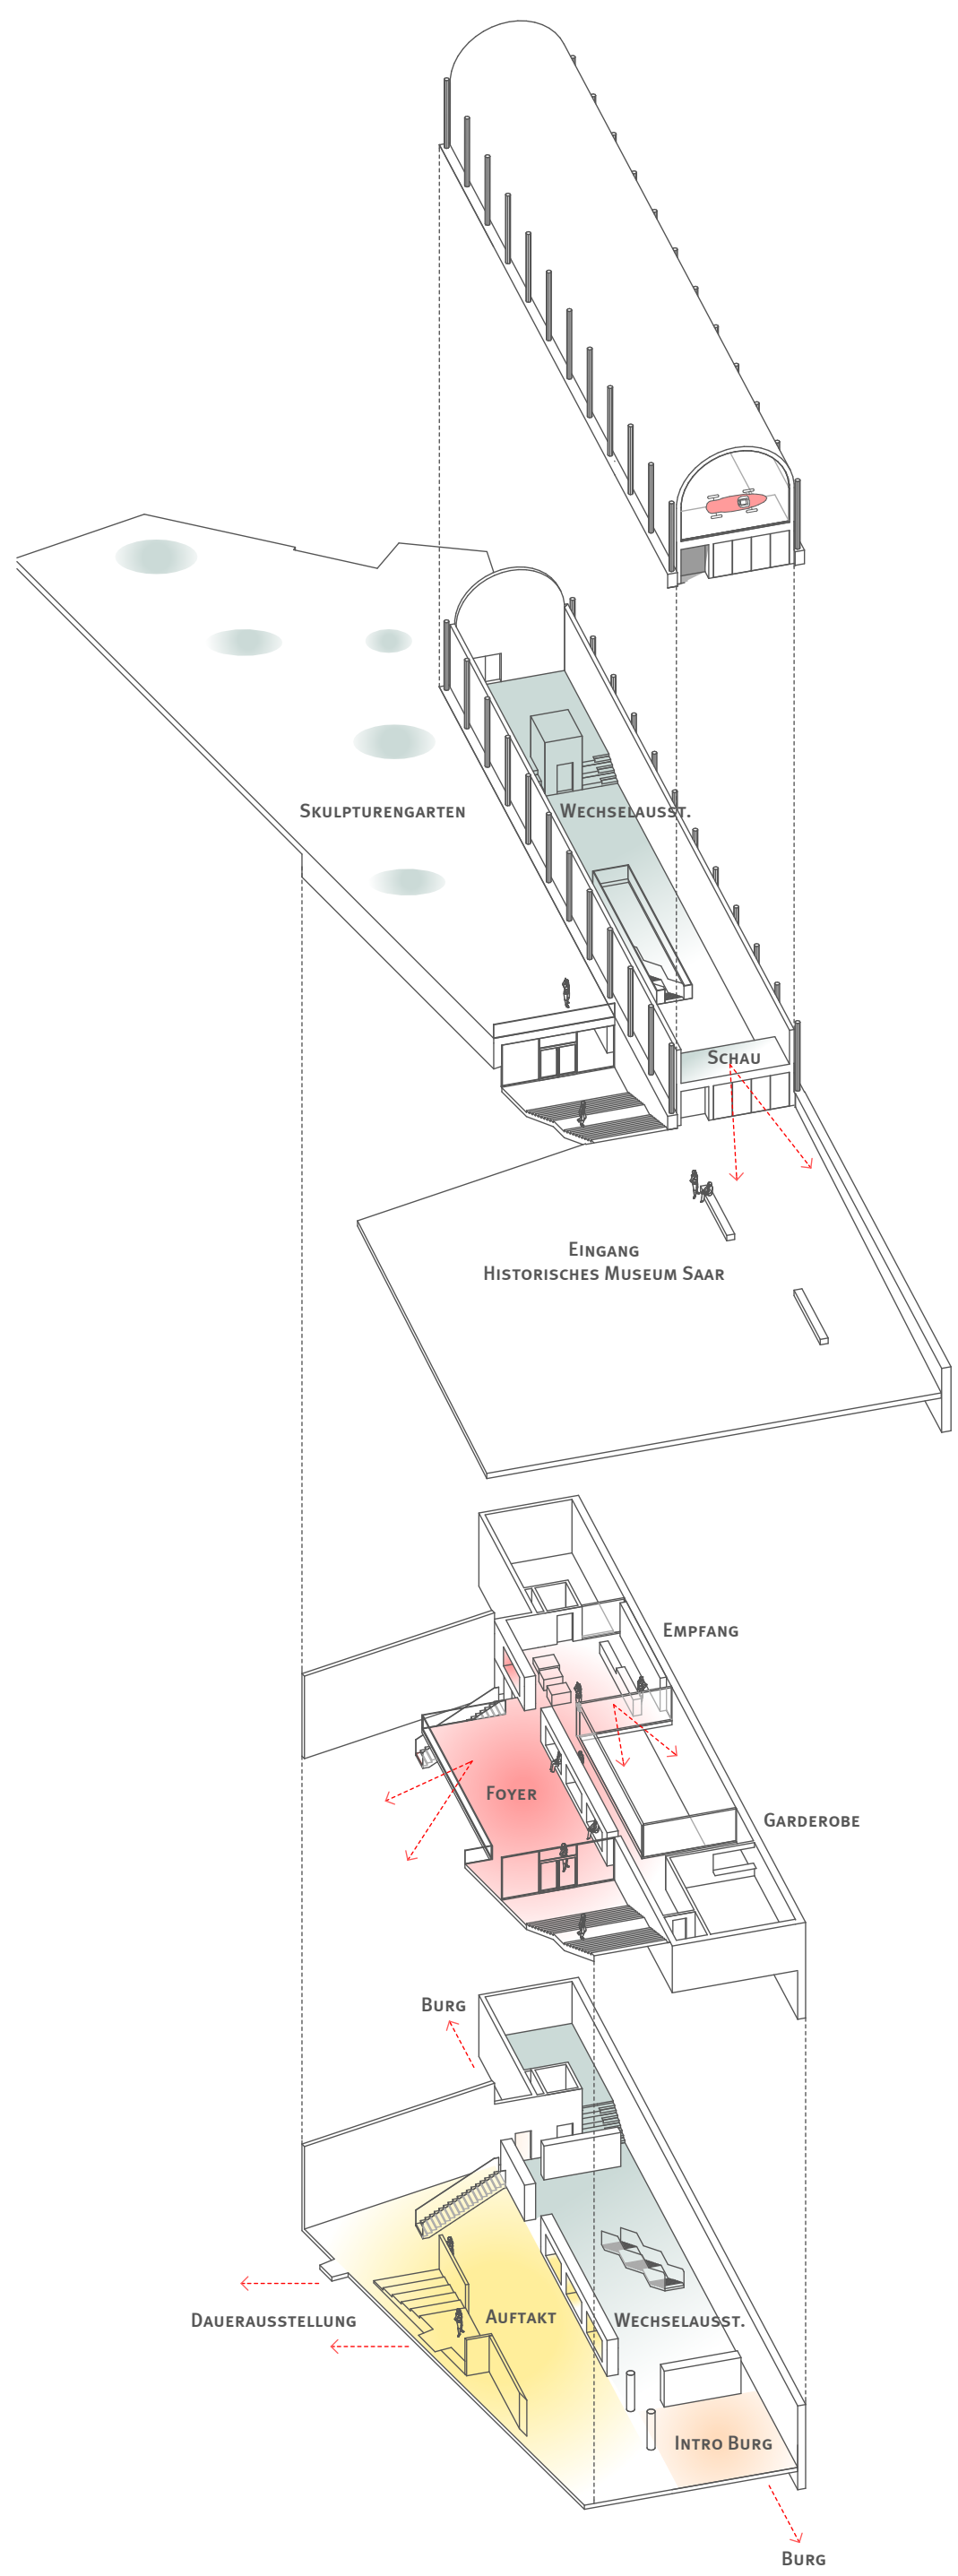 Skulpturengarten
Wechselausst.
Schau
Eingang
Historisches Museum Saar
Empfang
Foyer
Garderobe
Burg
Dauerausstellung
Auftakt
Wechselausst.
Intro Burg
Burg